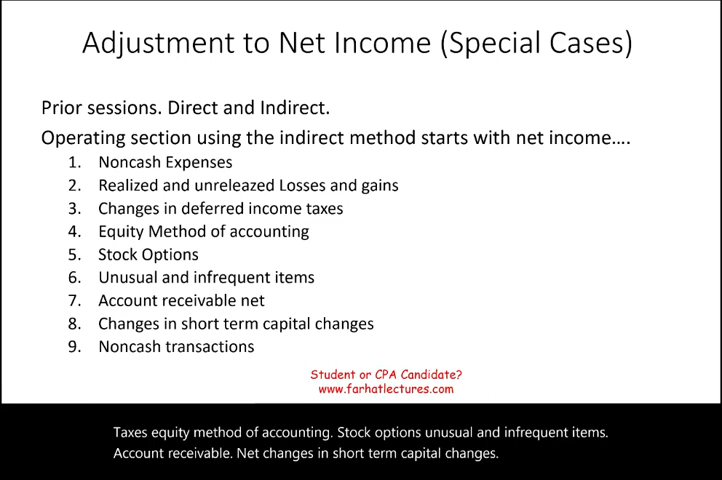 Adjustment to Net Income (Special Cases)
Prior sessions. Direct and Indirect.
Operating section using the indirect method starts with net income....
1. Noncash Expenses
2. Realized and unreleazed Losses and gains
3. Changes in deferred income taxes
4. Equity Method of accounting
5. Stock Options
6. Unusual and infrequent items
7. Account receivable net
8. Changes in short term capital changes
9. Noncash transactions
Student or CPA Candidate?
www.farhatlectures.com
Taxes equity method of accounting. Stock options unusual and infrequent items.
Account receivable. Net changes in short term capital changes.